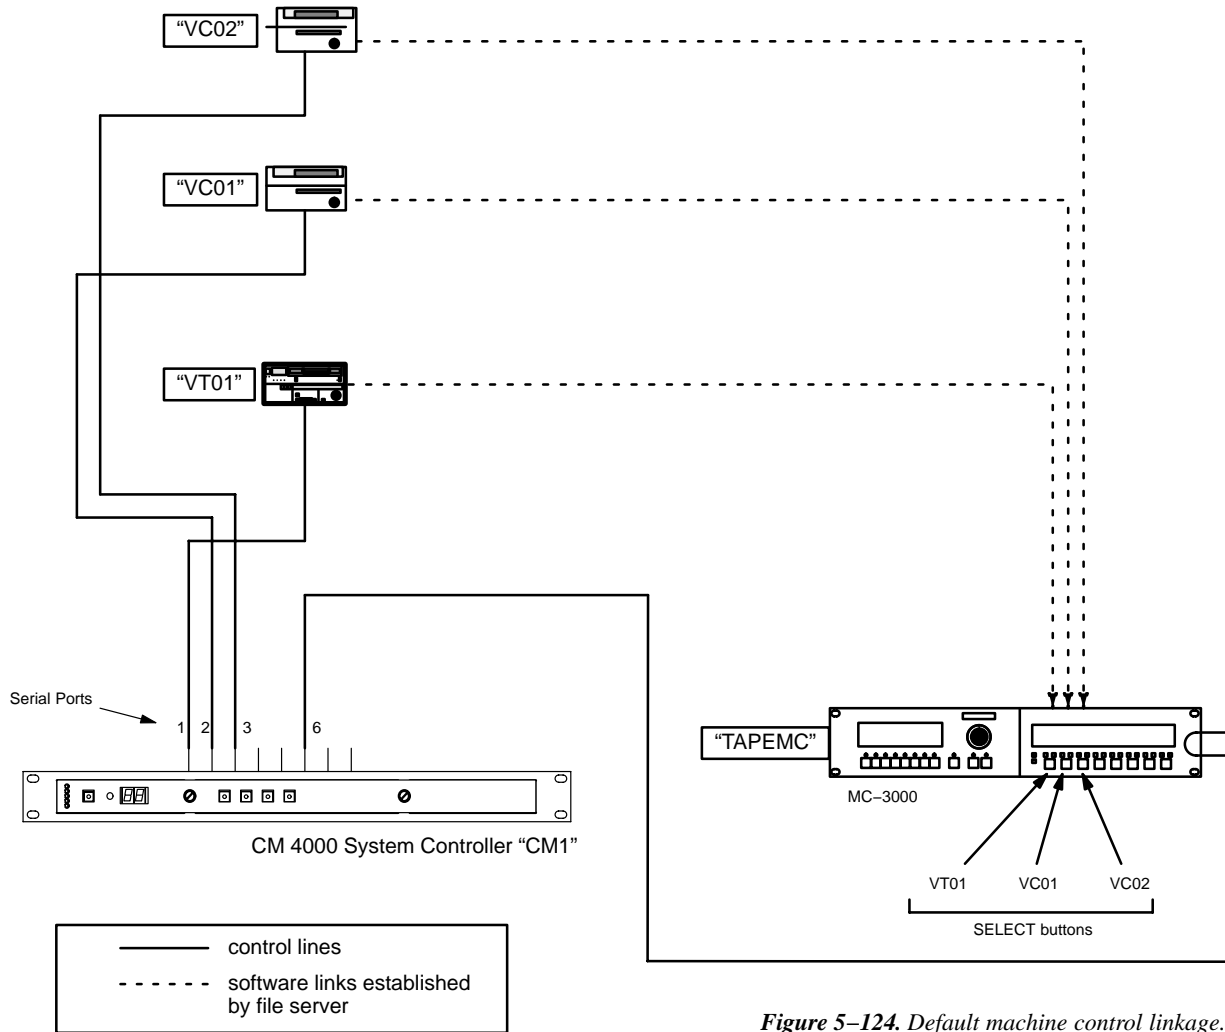 “VC02”
“VC01”
“VT01”
Serial Ports
1 2 3 6
“TAPEMC”
MC–3000
CM 4000 System Controller “CM1”
VT01 VC01 VC02
SELECT buttons
control lines
software links established
by file server
Figure 5–124. Default machine control linkage.